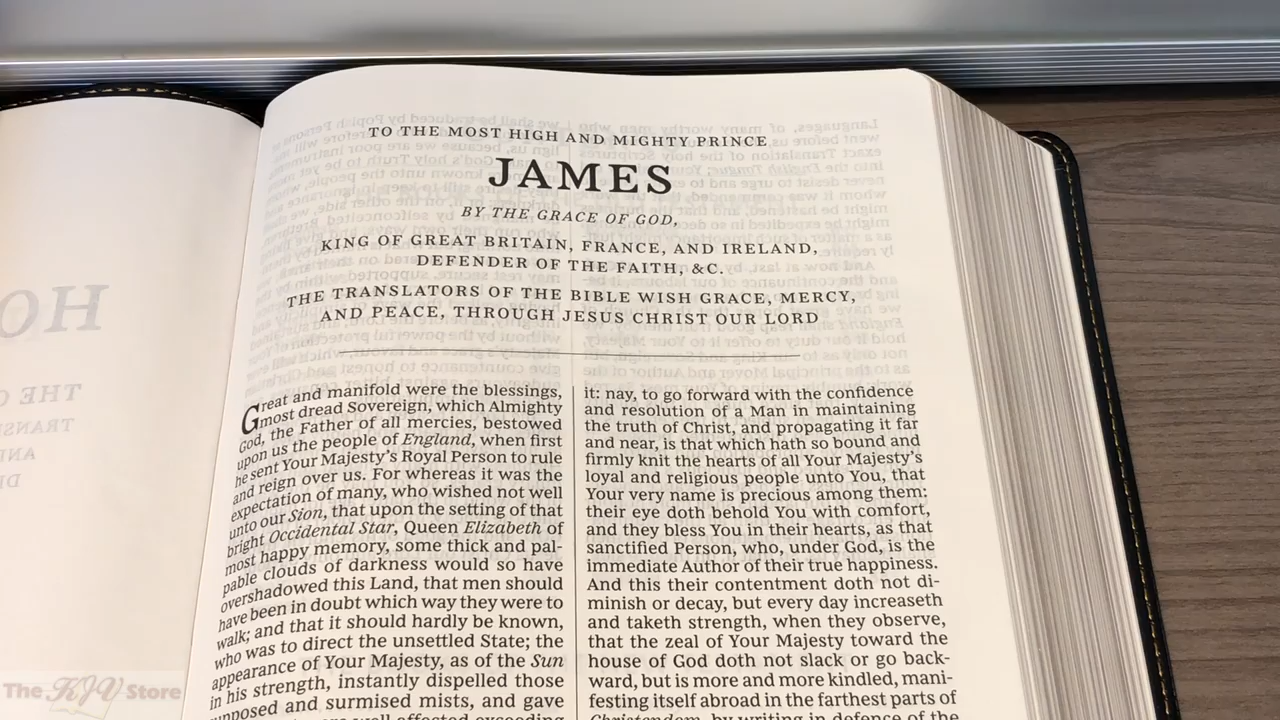 TO THE MOST HIGH AND MIGHTY PRINCE
JAMES
BY THE GRACE OF GOD,
KING OF GREAT BRITAIN, FRANCE, AND IRELAND,
DEFENDER OF THE FAITH, &C.
THE TRANSLATORS OF THE BIBLE WISH GRACE, MERCY,
AND PEACE, THROUGH JESUS CHRIST OUR LORD
Great and manifold were the blessings,
most dread Sovereign, which Almighty
God, the Father of all mercies, bestowed
upon us the people of England, when first
he sent Your Majesty's Royal Person to rule
and reign over us. For whereas it was the
expectation of many, who wished not well
unto our Sion, that upon the setting of that
bright Occidental Star, Queen Elizabeth of
most happy memory, some thick and pal-
pable clouds of darkness would so have
overshadowed this Land, that men should
have been in doubt which way they were to
walk; and that it should hardly be known,
who was to direct the unsettled State; the
appearance of Your Majesty, as of the Sun
in his strength, instantly dispelled those
supposed and surmised mists, and gave
well affected exceeding
it: nay, to go forward with the confidence
and resolution of a Man in maintaining
the truth of Christ, and propagating it far
and near, is that which hath so bound and
firmly knit the hearts of all Your Majesty's
loyal and religious people unto You, that
Your very name is precious among them:
their eye doth behold You with comfort,
and they bless You in their hearts, as that
sanctified Person, who, under God, is the
immediate Author of their true happiness.
And this their contentment doth not di-
minish or decay, but every day increaseth
and taketh strength, when they observe,
that the zeal of Your Majesty toward the
house of God doth not slack or go back-
ward, but is more and more kindled, mani-
festing itself abroad in the farthest parts of
Christendom, by writing in defence of the
The KJV Store